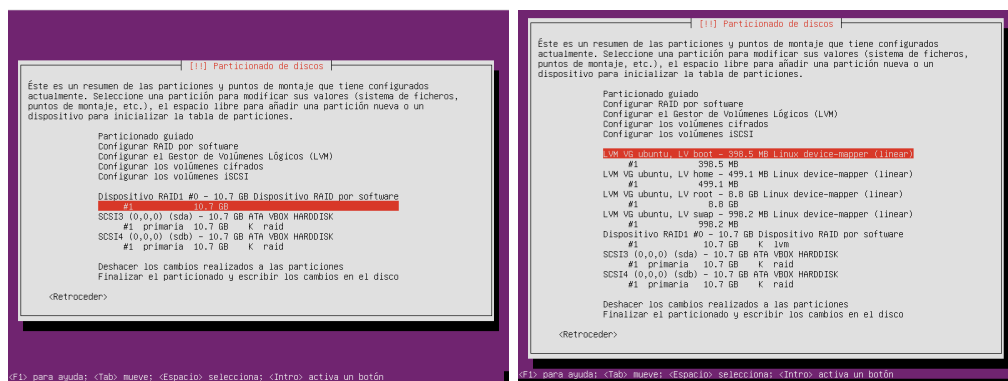 [!!] Particionado de discos
Éste es un resumen de las particiones y puntos de montaje que tiene configurados
actualmente. Seleccione una partición para modificar sus valores (sistema de ficheros,
puntos de montaje, etc.), el espacio libre para añadir una partición nueva o un
dispositivo para inicializar la tabla de particiones.
Particionado guiado
Configurar RAID por software
Configurar el Gestor de Volúmenes Lógicos (LVM)
Configurar los volúmenes cifrados
Configurar los volúmenes iSCSI
Dispositivo RAID1 #0 – 10.7 GB Dispositivo RAID por software
#1 10.7 GB
SCSI3 (0,0,0) (sda) – 10.7 GB ATA VBOX HARDDISK
#1 primaria 10.7 GB K raid
SCSI4 (0,0,0) (sdb) – 10.7 GB ATA VBOX HARDDISK
#1 primaria 10.7 GB K raid
Deshacer los cambios realizados a las particiones
Finalizar el particionado y escribir los cambios en el disco
<Retroceder>
<F1> para ayuda; <Tab> mueve; <Espacio> selecciona; <Intro> activa un botón
[!!] Particionado de discos
Éste es un resumen de las particiones y puntos de montaje que tiene configurados
actualmente. Seleccione una partición para modificar sus valores (sistema de ficheros,
puntos de montaje, etc.), el espacio libre para añadir una partición nueva o un
dispositivo para inicializar la tabla de particiones.
Particionado guiado
Configurar RAID por software
Configurar el Gestor de Volúmenes Lógicos (LVM)
Configurar los volúmenes cifrados
Configurar los volúmenes iSCSI
LVM VG ubuntu, LV boot – 398.5 MB Linux device-mapper (linear)
#1 398.5 MB
LVM VG ubuntu, LV home – 499.1 MB Linux device-mapper (linear)
#1 499.1 MB
LVM VG ubuntu, LV root – 8.8 GB Linux device-mapper (linear)
#1 8.8 GB
LVM VG ubuntu, LV swap – 998.2 MB Linux device-mapper (linear)
#1 998.2 MB
Dispositivo RAID1 #0 – 10.7 GB Dispositivo RAID por software
#1 10.7 GB K lvm
SCSI3 (0,0,0) (sda) – 10.7 GB ATA VBOX HARDDISK
#1 primaria 10.7 GB K raid
SCSI4 (0,0,0) (sdb) – 10.7 GB ATA VBOX HARDDISK
#1 primaria 10.7 GB K raid
Deshacer los cambios realizados a las particiones
Finalizar el particionado y escribir los cambios en el disco
<Retroceder>
<F1> para ayuda; <Tab> mueve; <Espacio> selecciona; <Intro> activa un botón